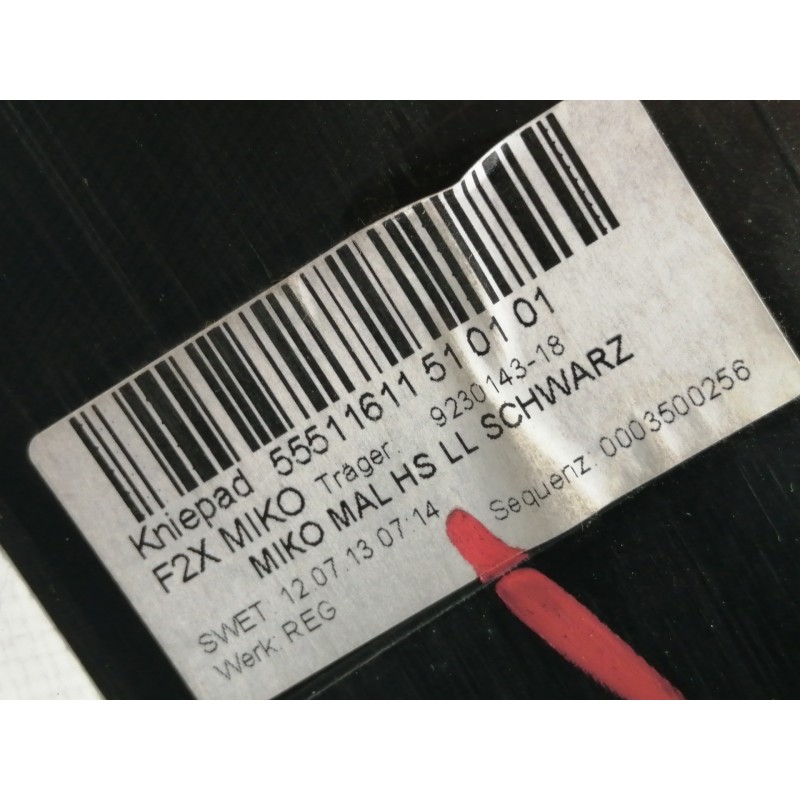 Kniepad 55511611 51 01 01
F2X MIKO Träger: 9230143-18
MIKO MAL HS LL SCHWARZ
SWET: 12.07.13 07:14 Sequenz: 0003500256
Werk: REG